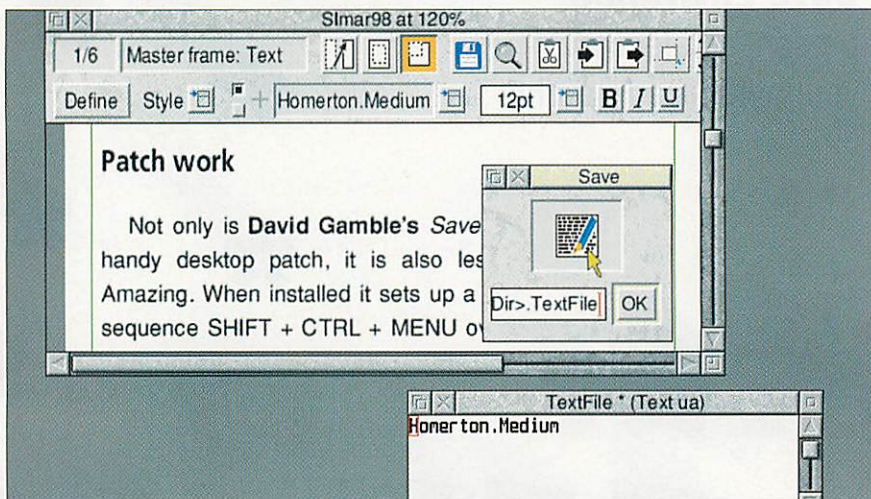 SImar98 at 120%
1/6 Master frame: Text
Define Style Homerton.Medium 12pt B I U
Patch work
Save
Not only is David Gamble's Save
handy desktop patch, it is also les
Amazing. When installed it sets up a
Dir>.TextFile OK
sequence SHIFT + CTRL + MENU ov
TextFile * (Text ua)
Homerton.Medium